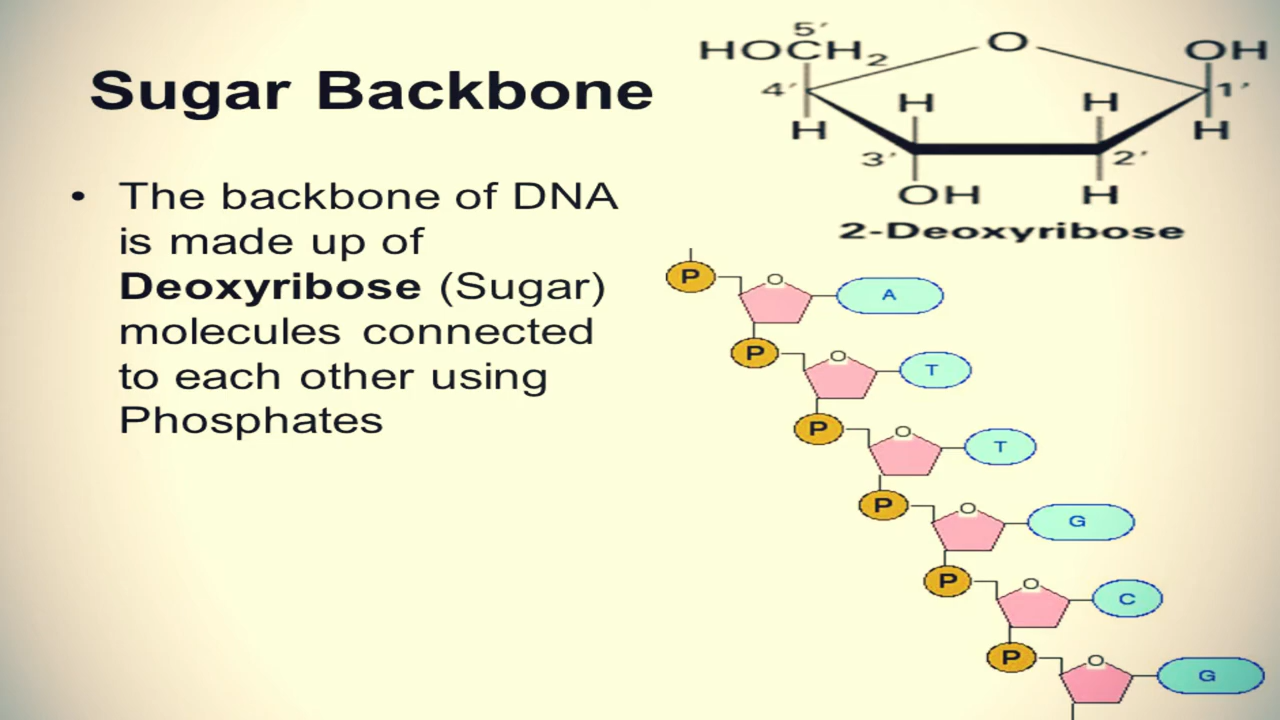 Sugar Backbone
• The backbone of DNA
is made up of
Deoxyribose (Sugar)
molecules connected
to each other using
Phosphates
5′
HOCH₂
O
OH
4′
H
H
1′
H
H
3′
2′
OH
H
2-Deoxyribose
P
O
A
P
O
T
P
O
T
P
O
G
P
O
C
P
O
G